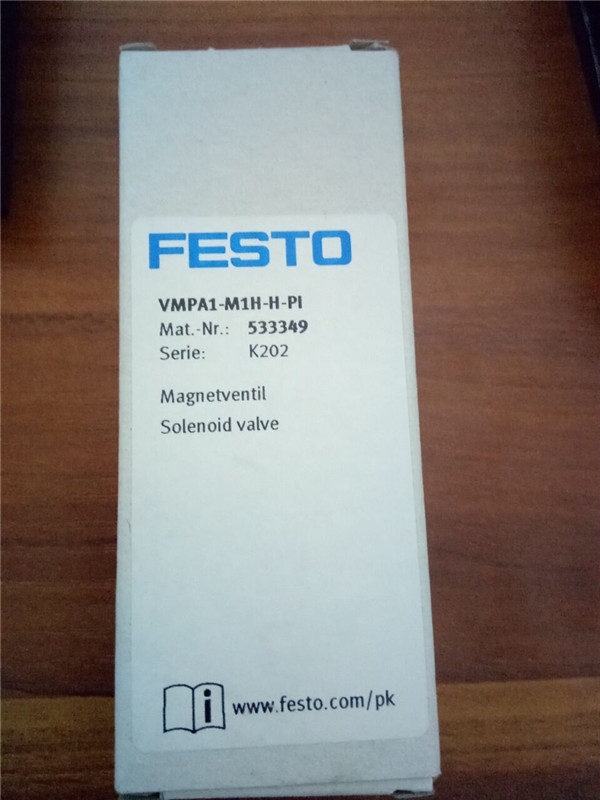 FESTO
VMPA1-M1H-H-PI
Mat.-Nr.: 533349
Serie: K202
Magnetventil
Solenoid valve
i www.festo.com/pk